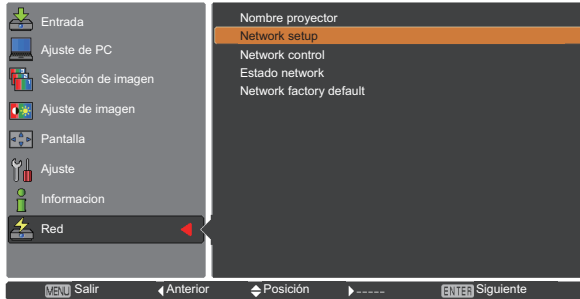 Entrada
Ajuste de PC
Selección de imagen
Ajuste de imagen
Pantalla
Ajuste
Informacion
Red
Nombre proyector
Network setup
Network control
Estado network
Network factory default
MENU Salir Anterior Posición ----- ENTER Siguiente